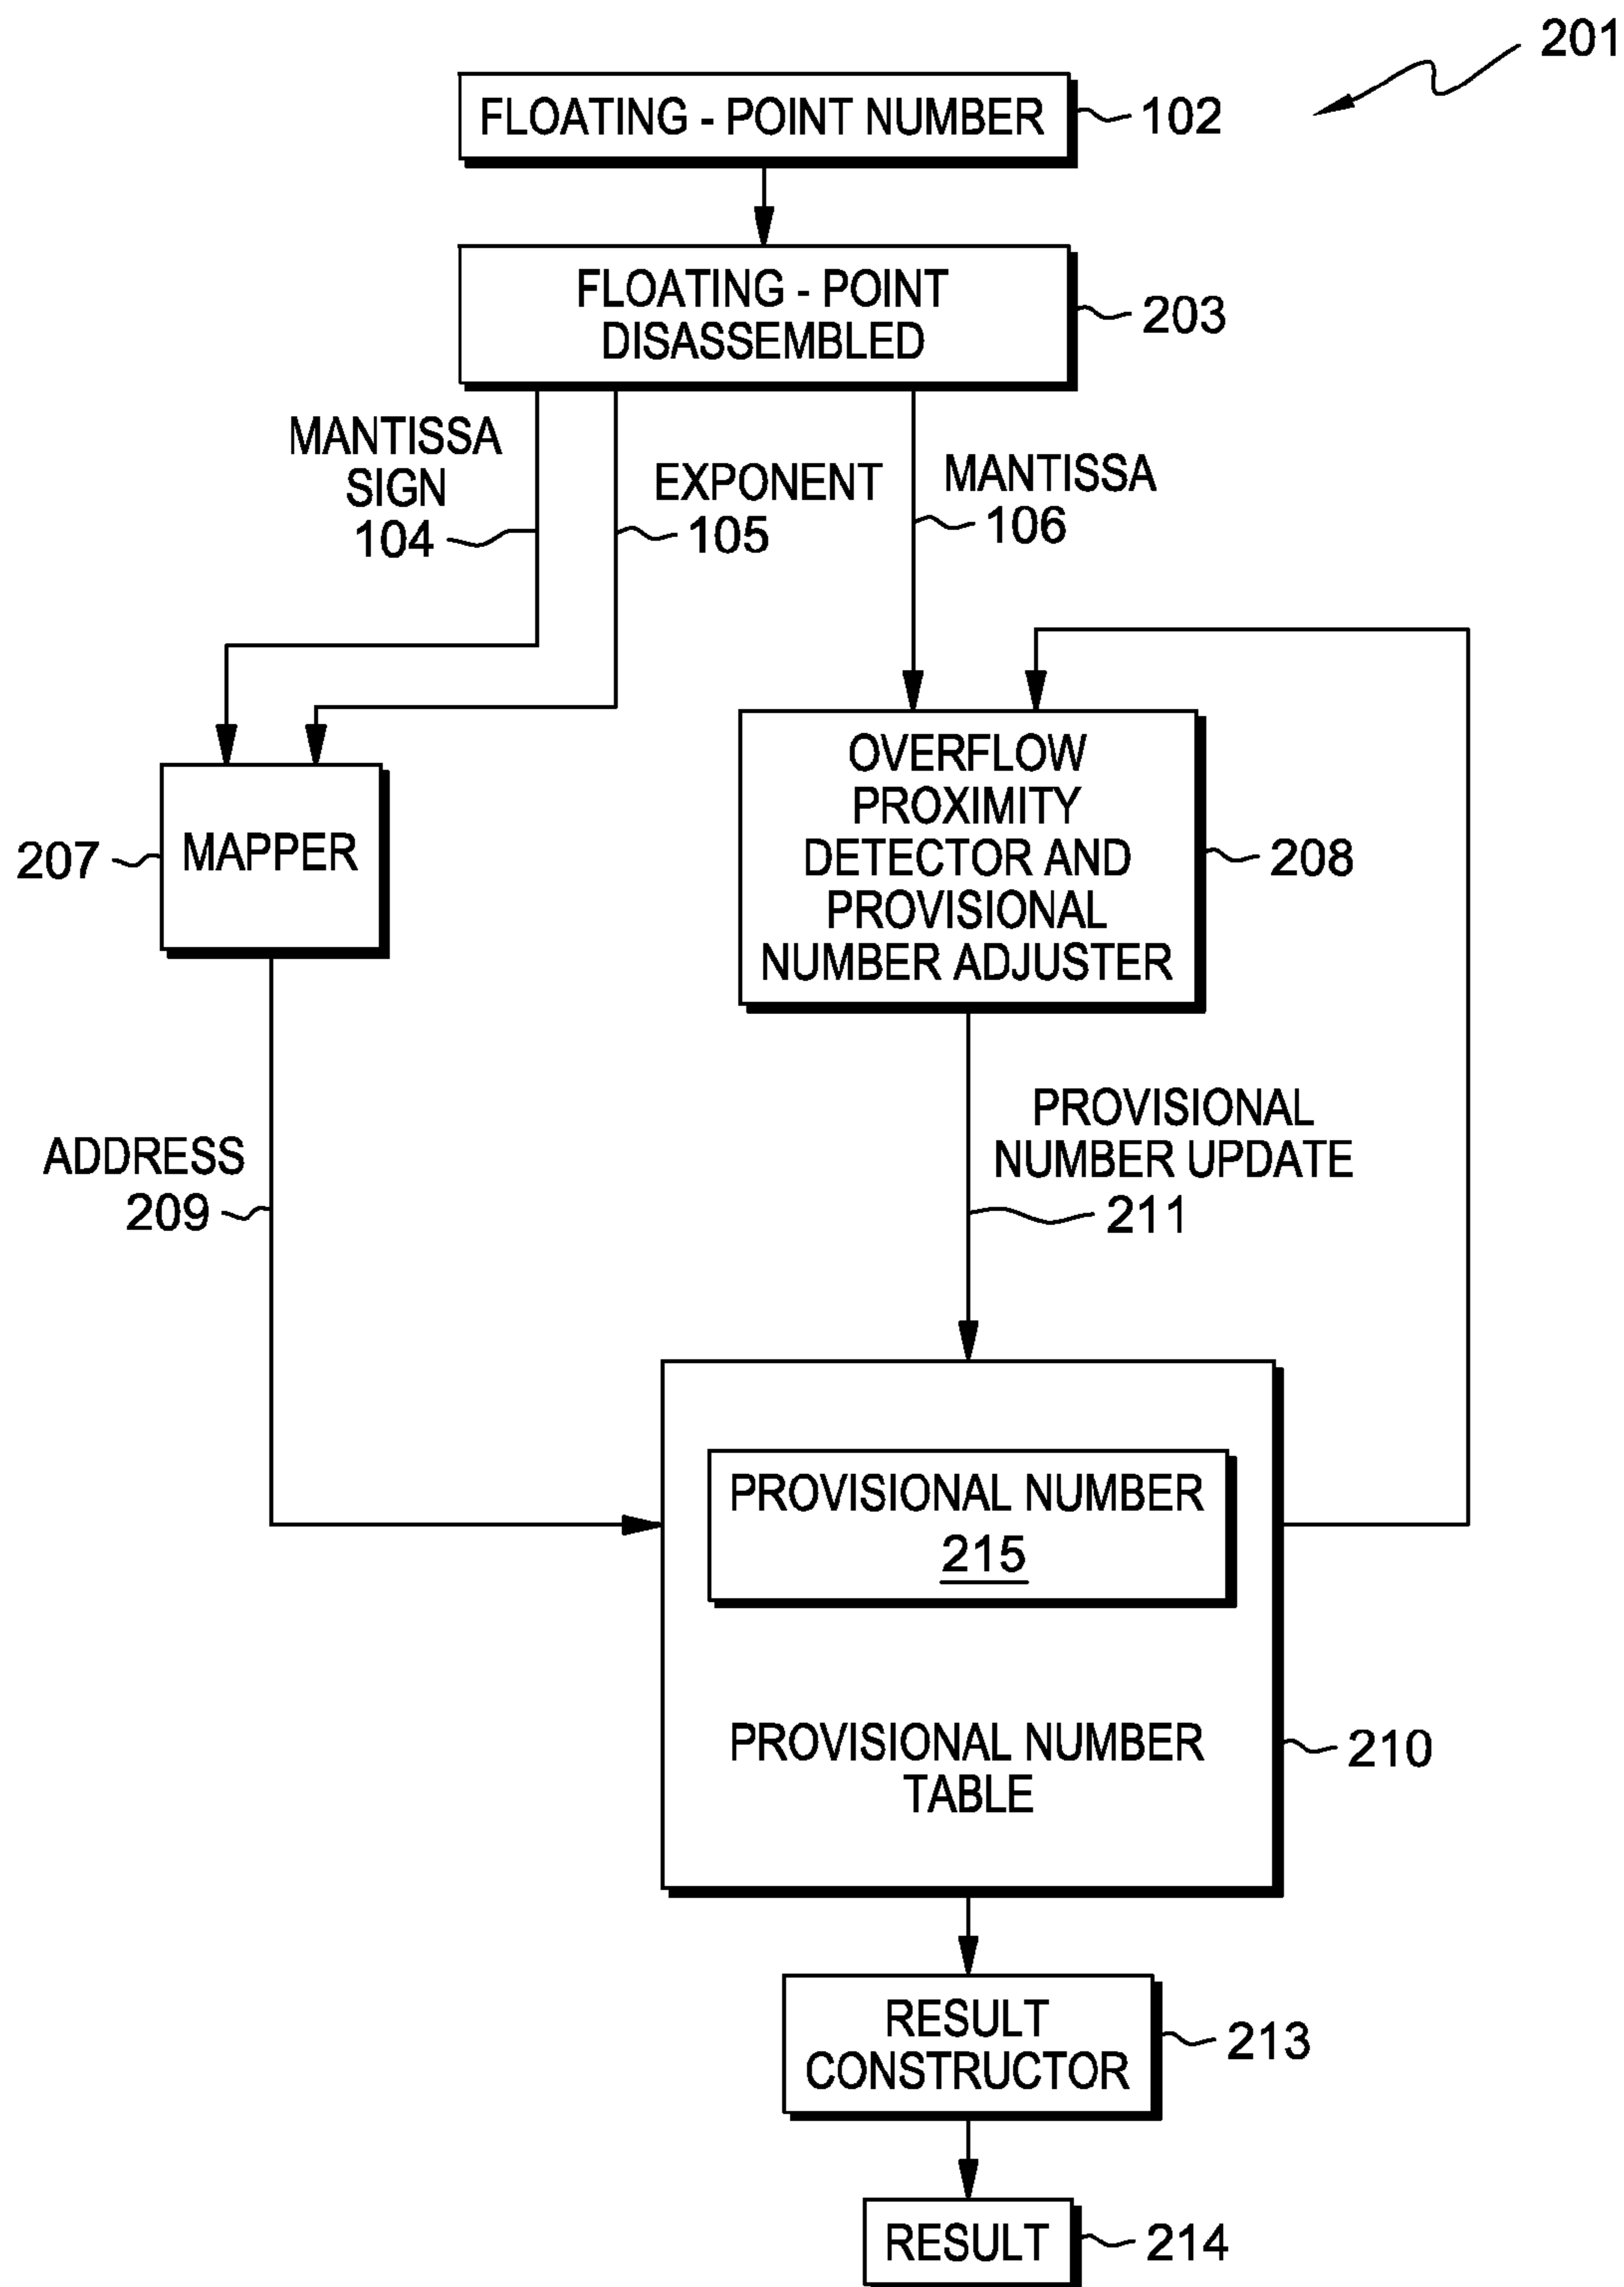 201
FLOATING - POINT NUMBER
102
FLOATING - POINT
DISASSEMBLED
203
MANTISSA
SIGN
104
EXPONENT
105
MANTISSA
106
MAPPER
207
OVERFLOW
PROXIMITY
DETECTOR AND
PROVISIONAL
NUMBER ADJUSTER
208
ADDRESS
209
PROVISIONAL
NUMBER UPDATE
211
PROVISIONAL NUMBER
215
PROVISIONAL NUMBER
TABLE
210
RESULT
CONSTRUCTOR
213
RESULT
214